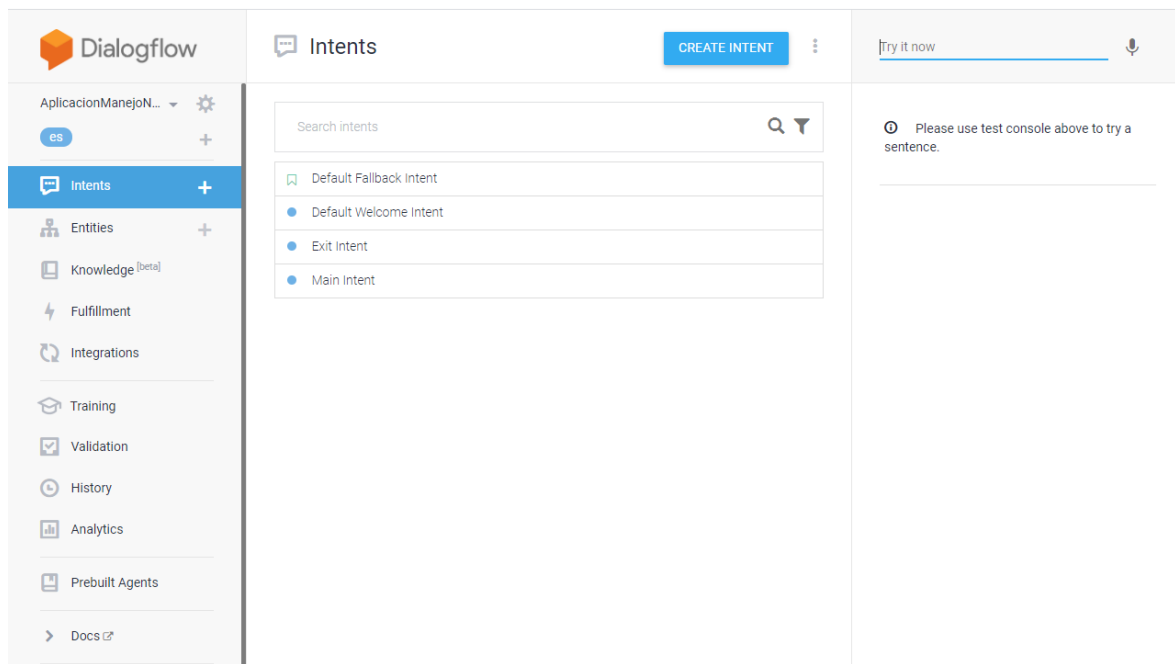 Dialogflow
AplicacionManejoN...
es
Intents
Entities
Knowledge [beta]
Fulfillment
Integrations
Training
Validation
History
Analytics
Prebuilt Agents
Docs
Intents
CREATE INTENT
Search intents
Default Fallback Intent
Default Welcome Intent
Exit Intent
Main Intent
Try it now
Please use test console above to try a
sentence.